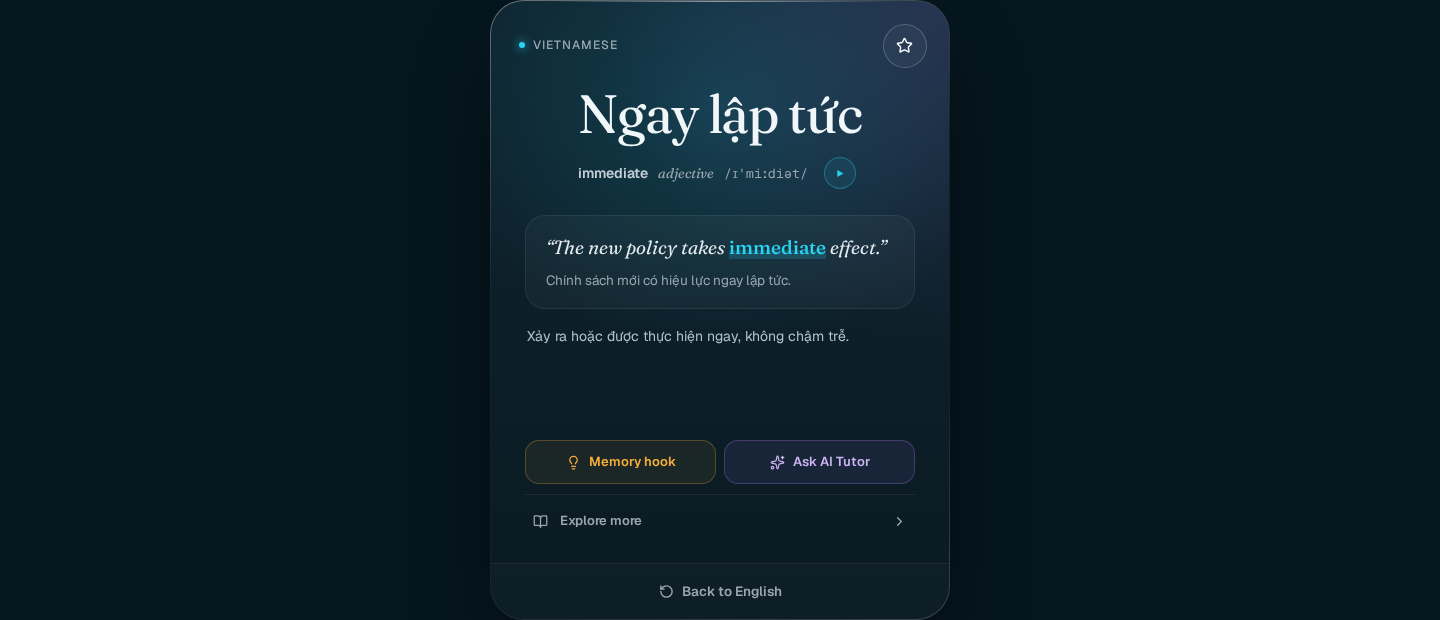 VIETNAMESE
Ngay lập tức
immediate adjective /ɪˈmiːdiət/
“The new policy takes immediate effect.”
Chính sách mới có hiệu lực ngay lập tức.
Xảy ra hoặc được thực hiện ngay, không chậm trễ.
Memory hook Ask AI Tutor
Explore more
Back to English